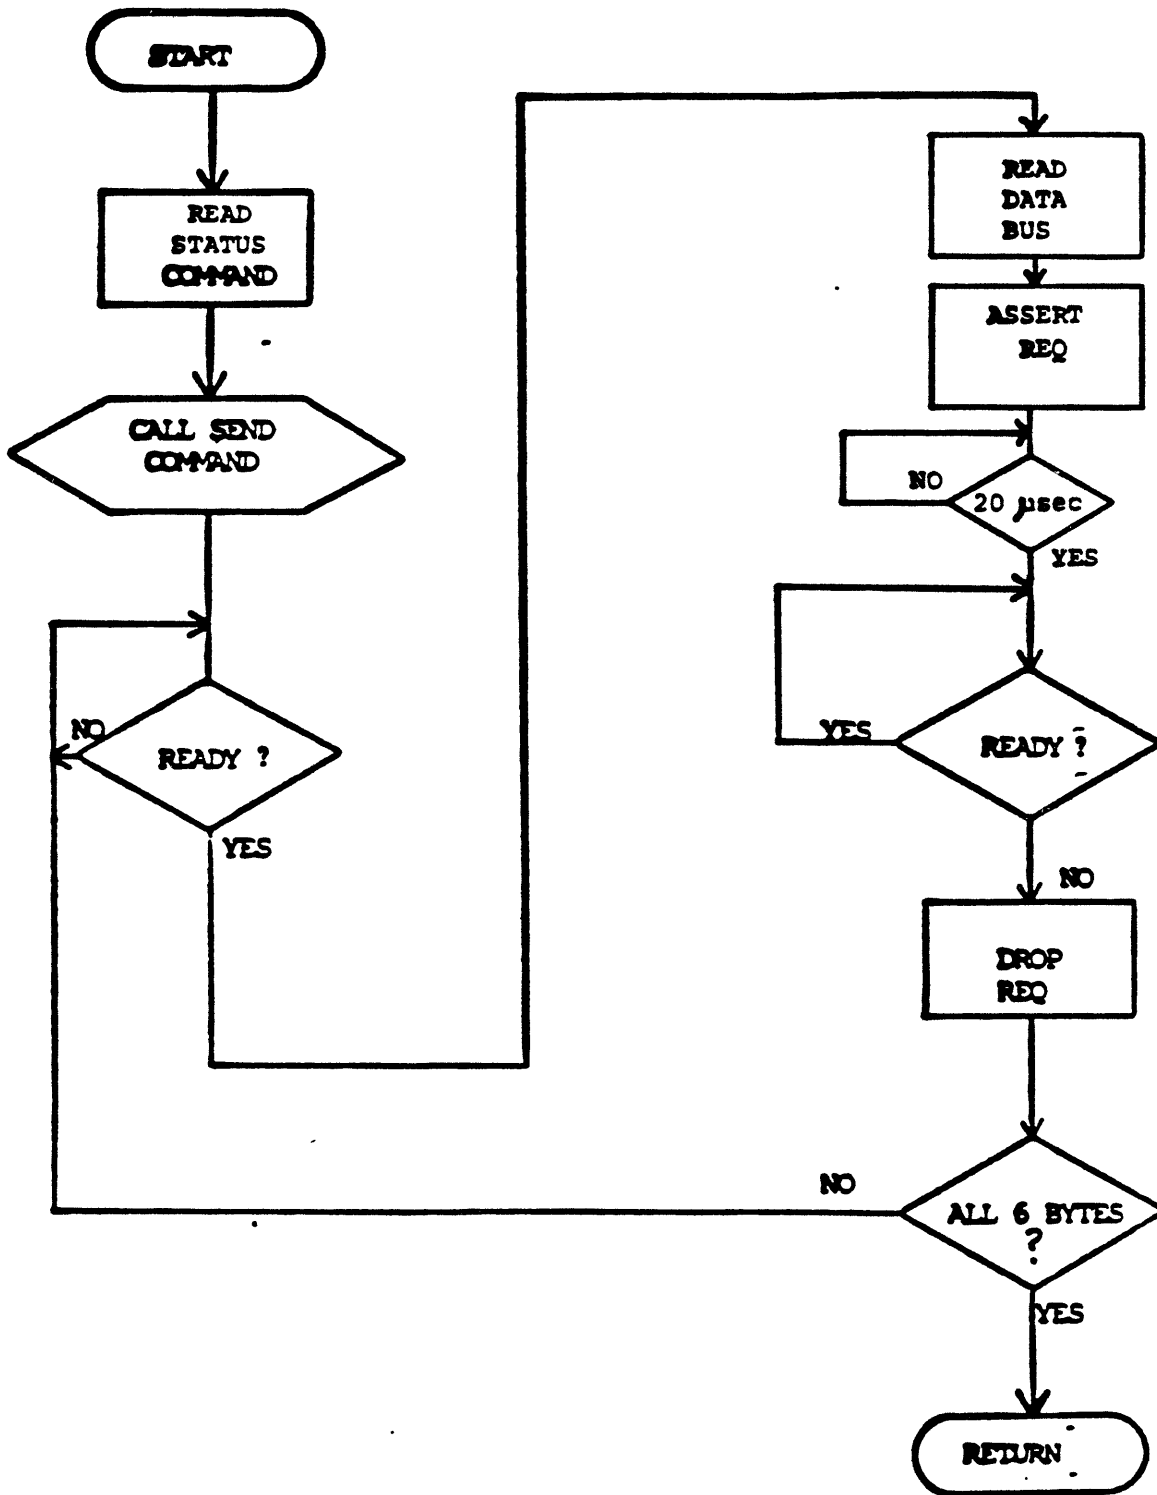 START
READ
STATUS
COMMAND
CALL SEND
COMMAND
NO
READY ?
YES
READ
DATA
BUS
ASSERT
REQ
NO
20 µsec
YES
YES
READY ?
NO
DROP
REQ
NO
ALL 6 BYTES
?
YES
RETURN